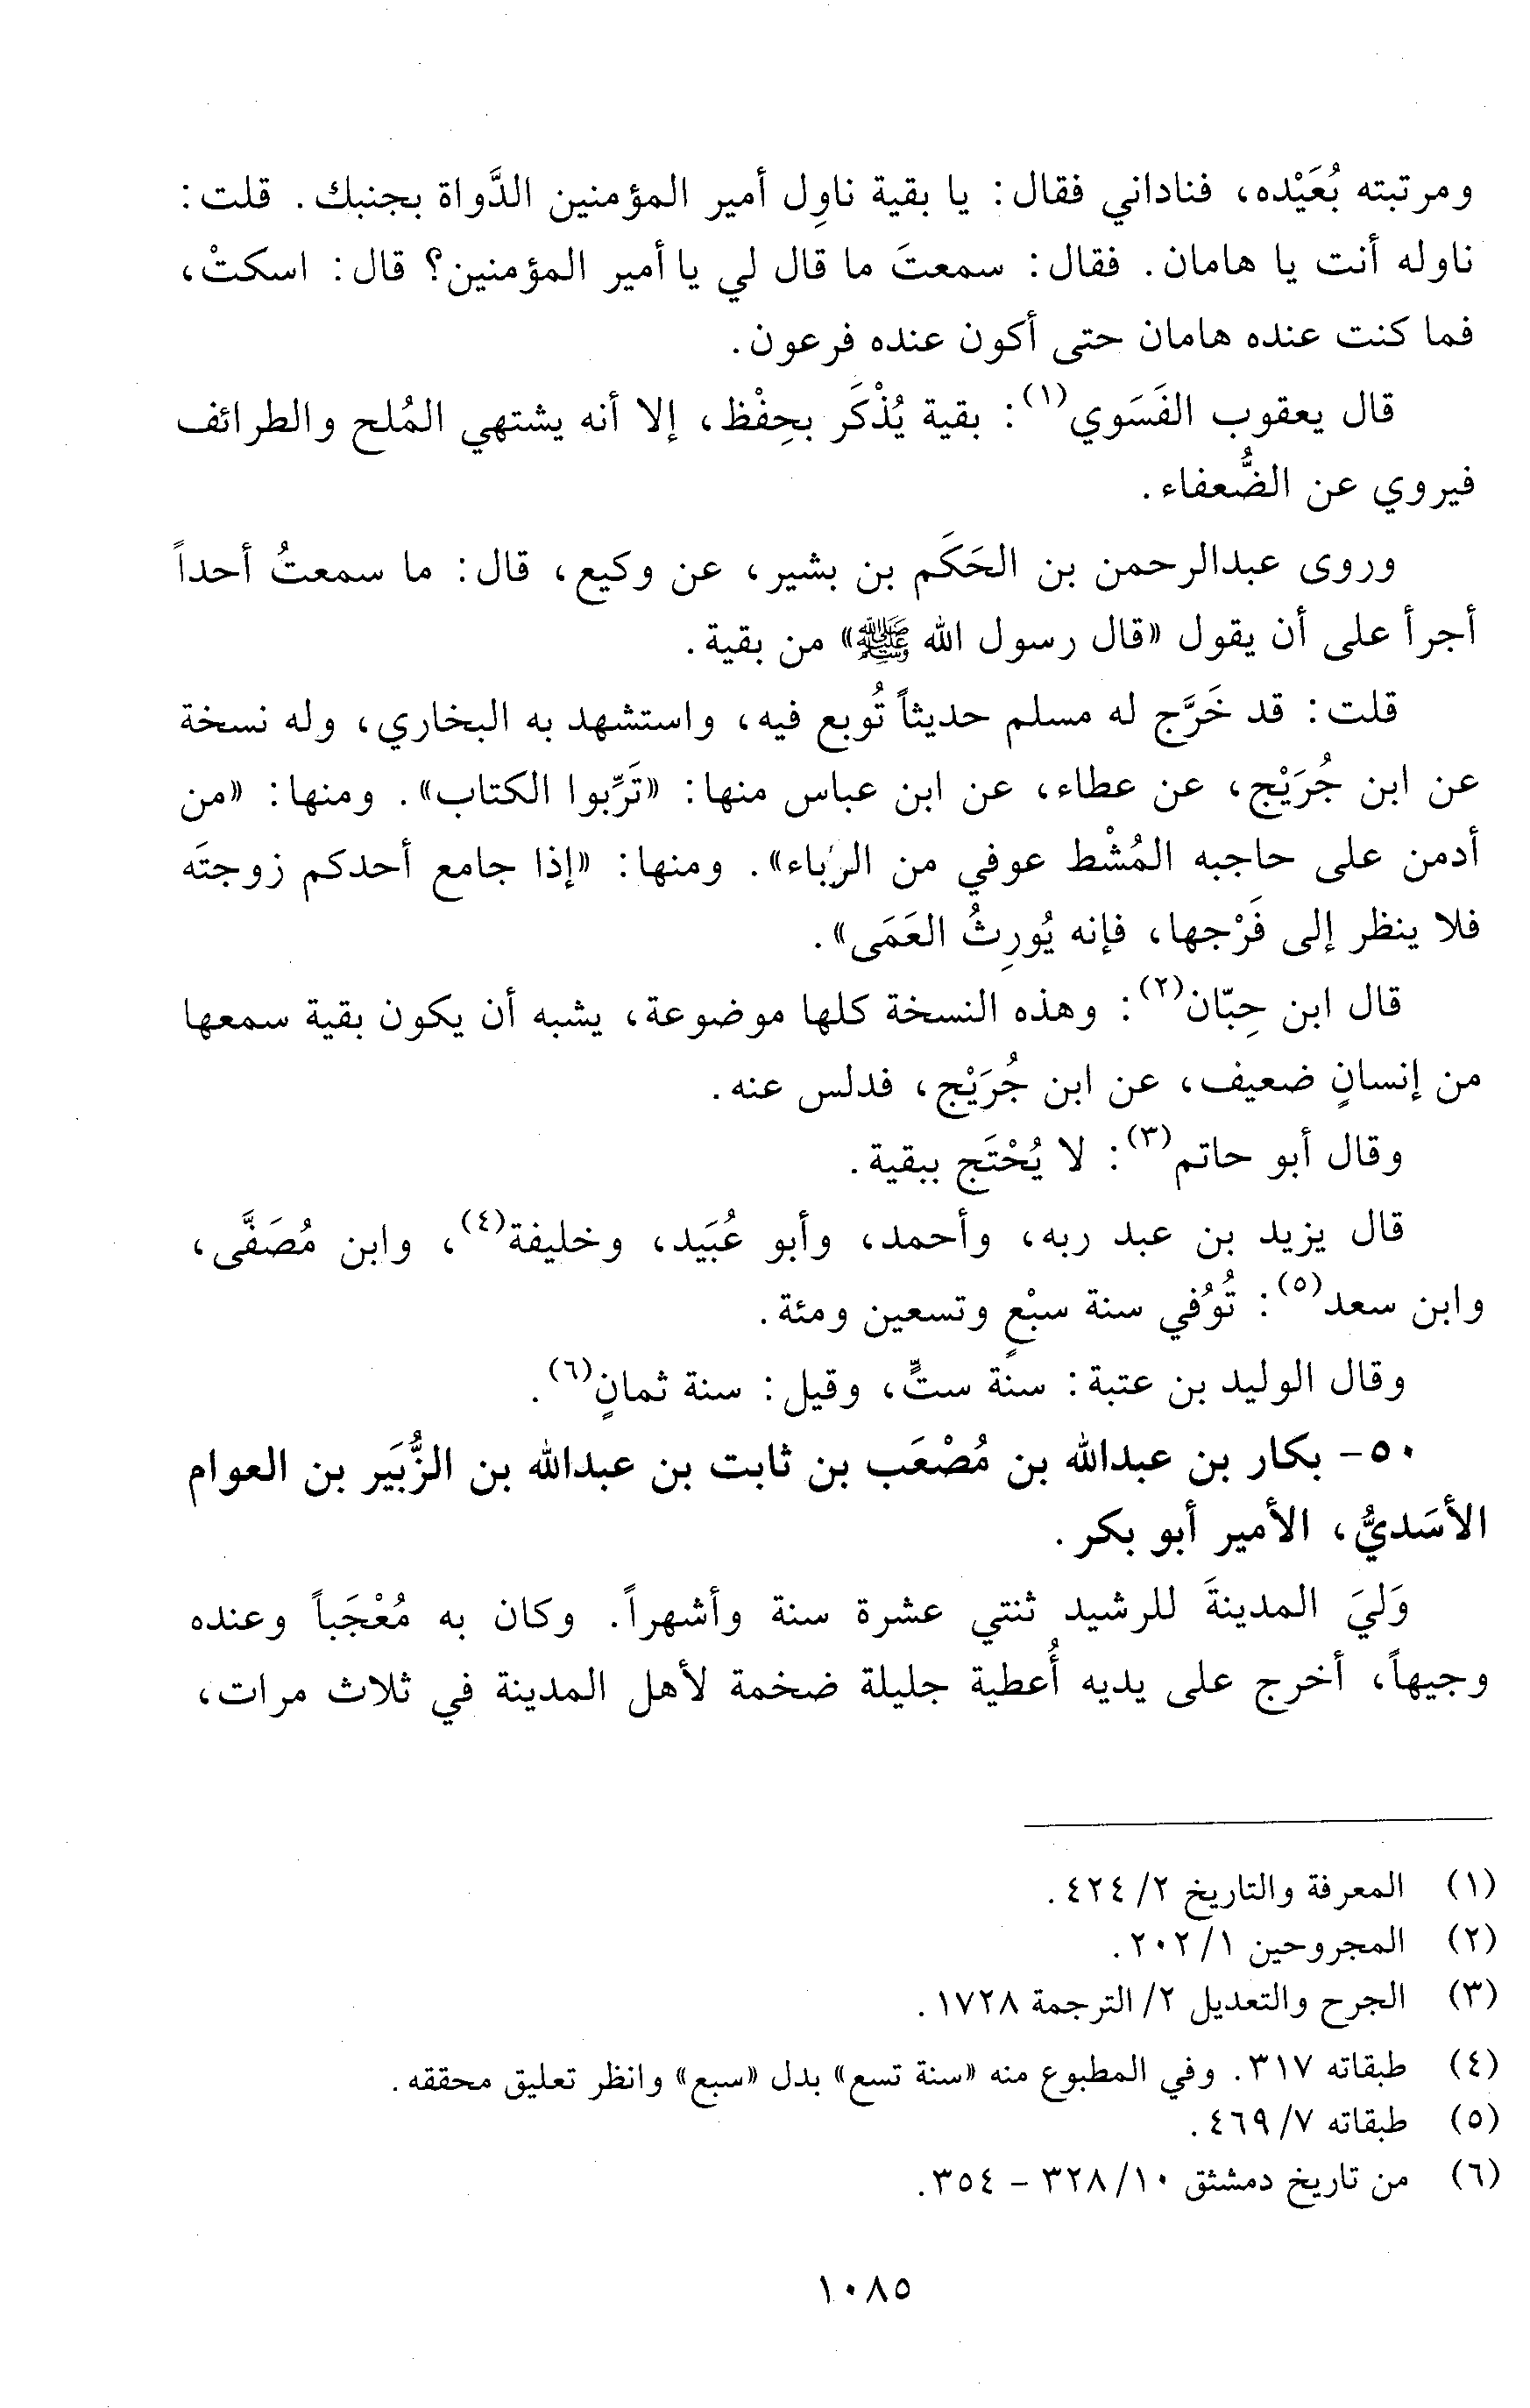 ومرتبته بُعَيْده، فناداني فقال: يا بقية ناوِل أمير المؤمنين الدَّواة بجنبك. قلت:
ناوله أنت يا هامان. فقال: سمعتَ ما قال لي يا أمير المؤمنين؟ قال: اسكتْ،
فما كنت عنده هامان حتى أكون عنده فرعون.
قال يعقوب الفَسَوي(١): بقية يُذْكَر بحِفْظ، إلا أنه يشتهي المُلح والطرائف
فيروي عن الضُّعفاء.
وروى عبدالرحمن بن الحَكَم بن بشير، عن وكيع، قال: ما سمعتُ أحداً
أجرأ على أن يقول «قال رسول الله ﷺ» من بقية.
قلت: قد خَرَّج له مسلم حديثاً تُوبع فيه، واستشهد به البخاري، وله نسخة
عن ابن جُرَيْج، عن عطاء، عن ابن عباس منها: «تَرِّبوا الكتاب». ومنها: «من
أدمن على حاجبه المُشْط عوفي من الوباء». ومنها: «إذا جامع أحدكم زوجتَه
فلا ينظر إلى فَرْجها، فإنه يُورِثُ العَمَى».
قال ابن حِبّان(٢): وهذه النسخة كلها موضوعة، يشبه أن يكون بقية سمعها
من إنسانٍ ضعيف، عن ابن جُرَيْج، فدلس عنه.
وقال أبو حاتم(٣): لا يُحْتَج ببقية.
قال يزيد بن عبد ربه، وأحمد، وأبو عُبَيد، وخليفة(٤)، وابن مُصَفَّى،
وابن سعد(٥): تُوُفي سنة سبْعٍ وتسعين ومئة.
وقال الوليد بن عتبة: سنة ستٍّ، وقيل: سنة ثمانٍ(٦).
٥٠- بكار بن عبدالله بن مُصْعَب بن ثابت بن عبدالله بن الزُّبَير بن العوام
الأسَديُّ، الأمير أبو بكر.
وَليَ المدينةَ للرشيد ثنتي عشرة سنة وأشهراً. وكان به مُعْجَباً وعنده
وجيهاً، أخرج على يديه أُعطية جليلة ضخمة لأهل المدينة في ثلاث مرات،
(١) المعرفة والتاريخ ٢/ ٤٢٤.
(٢) المجروحين ١/ ٢٠٢.
(٣) الجرح والتعديل ٢/ الترجمة ١٧٢٨.
(٤) طبقاته ٣١٧. وفي المطبوع منه «سنة تسع» بدل «سبع» وانظر تعليق محققه.
(٥) طبقاته ٧/ ٤٦٩.
(٦) من تاريخ دمشق ١٠/ ٣٢٨ - ٣٥٤.
١٠٨٥